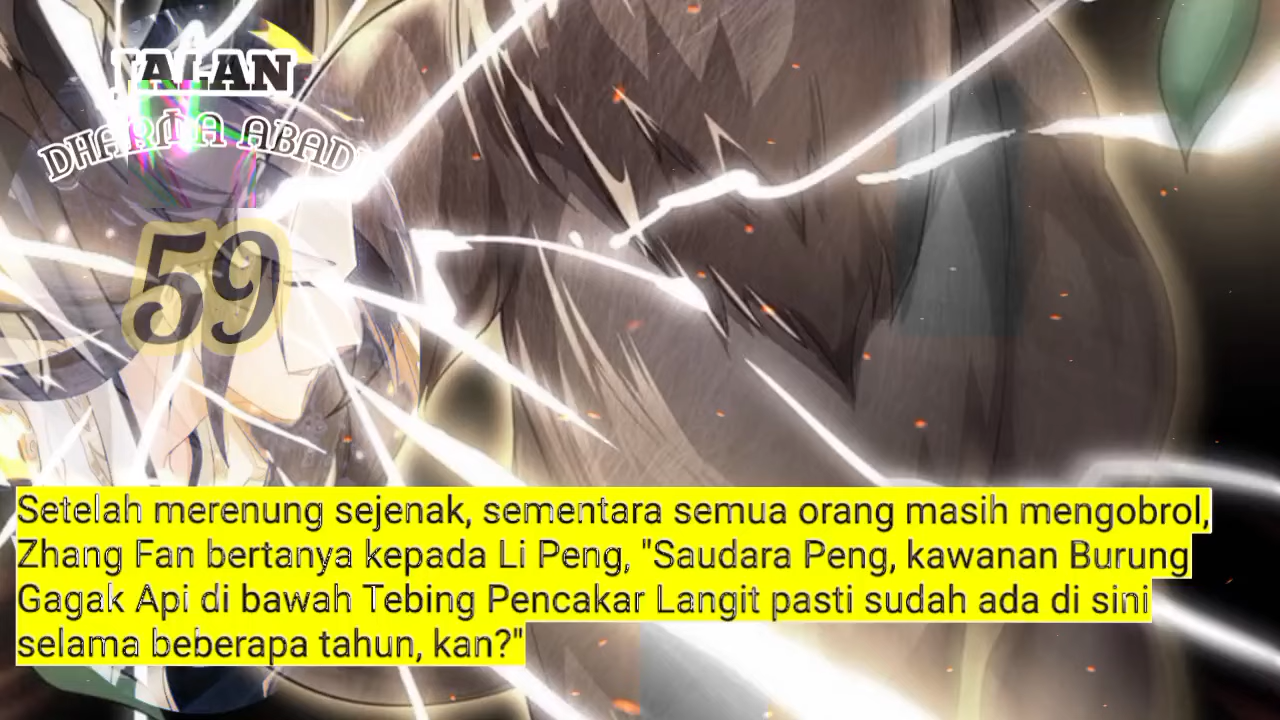 JALAN
DHARMA ABADI
59
Setelah merenung sejenak, sementara semua orang masih mengobrol,
Zhang Fan bertanya kepada Li Peng, "Saudara Peng, kawanan Burung
Gagak Api di bawah Tebing Pencakar Langit pasti sudah ada di sini
selama beberapa tahun, kan?"